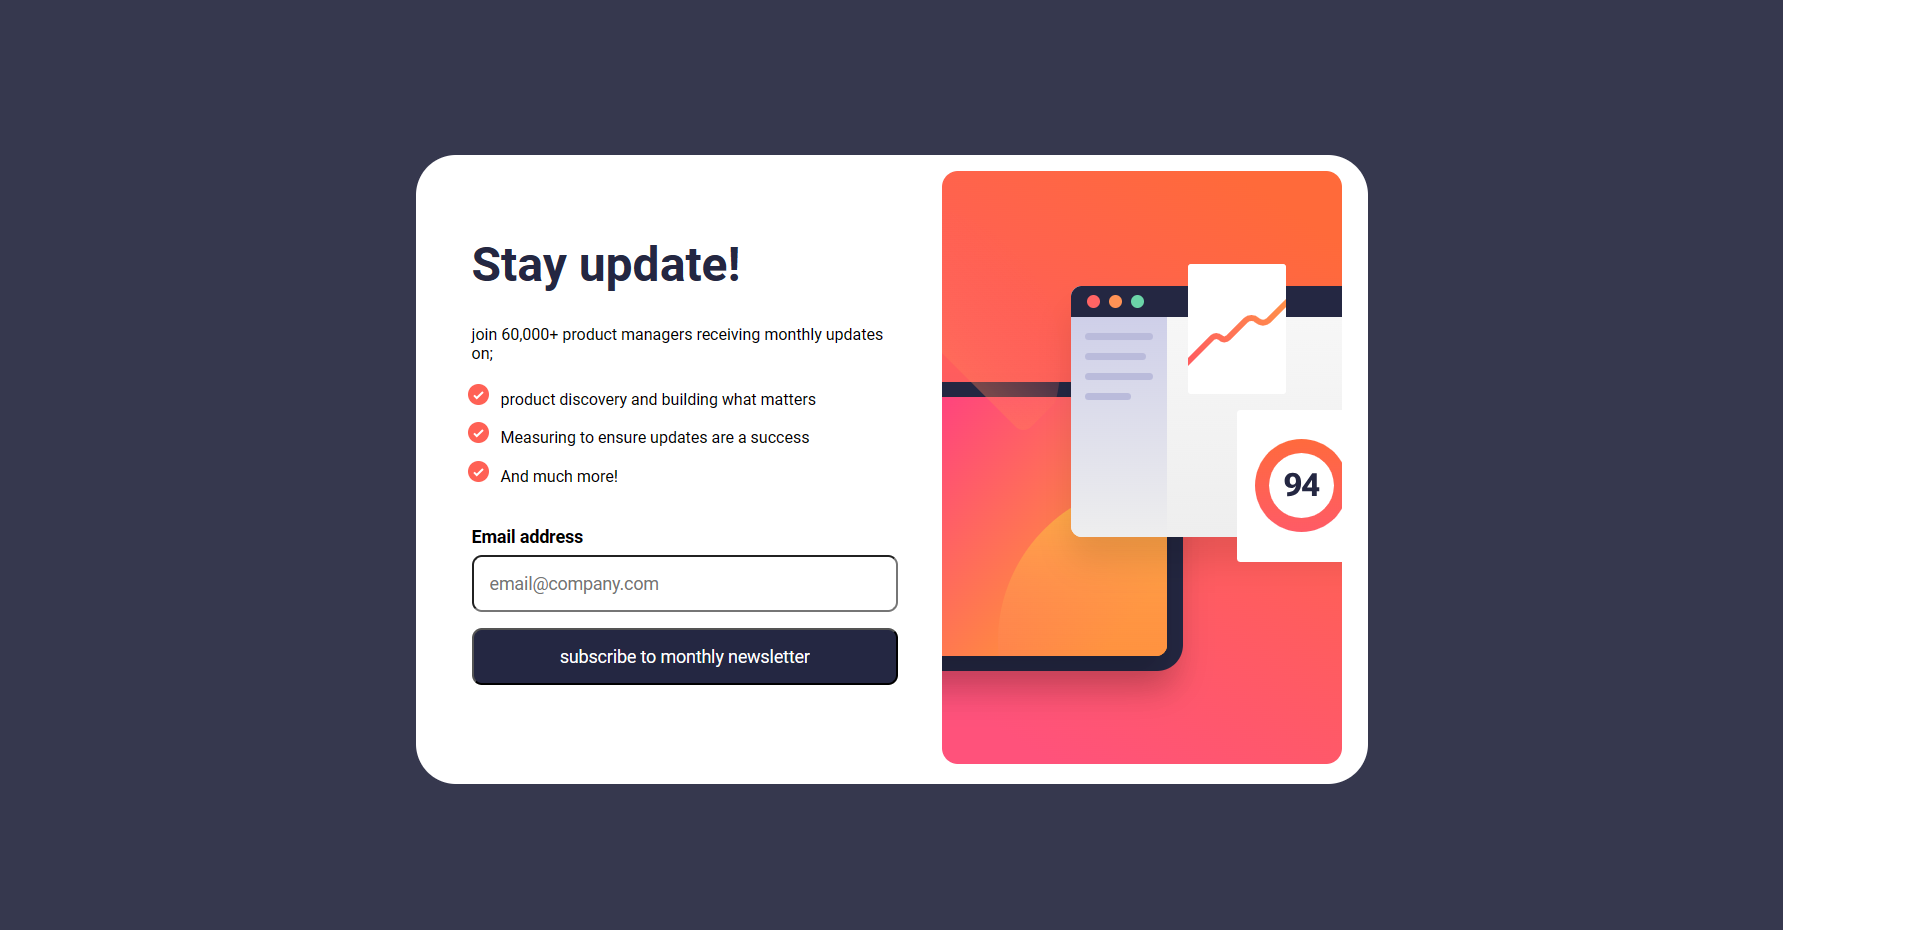 Stay update!
join 60,000+ product managers receiving monthly updates
on;
product discovery and building what matters
Measuring to ensure updates are a success
And much more!
Email address
email@company.com
subscribe to monthly newsletter
94